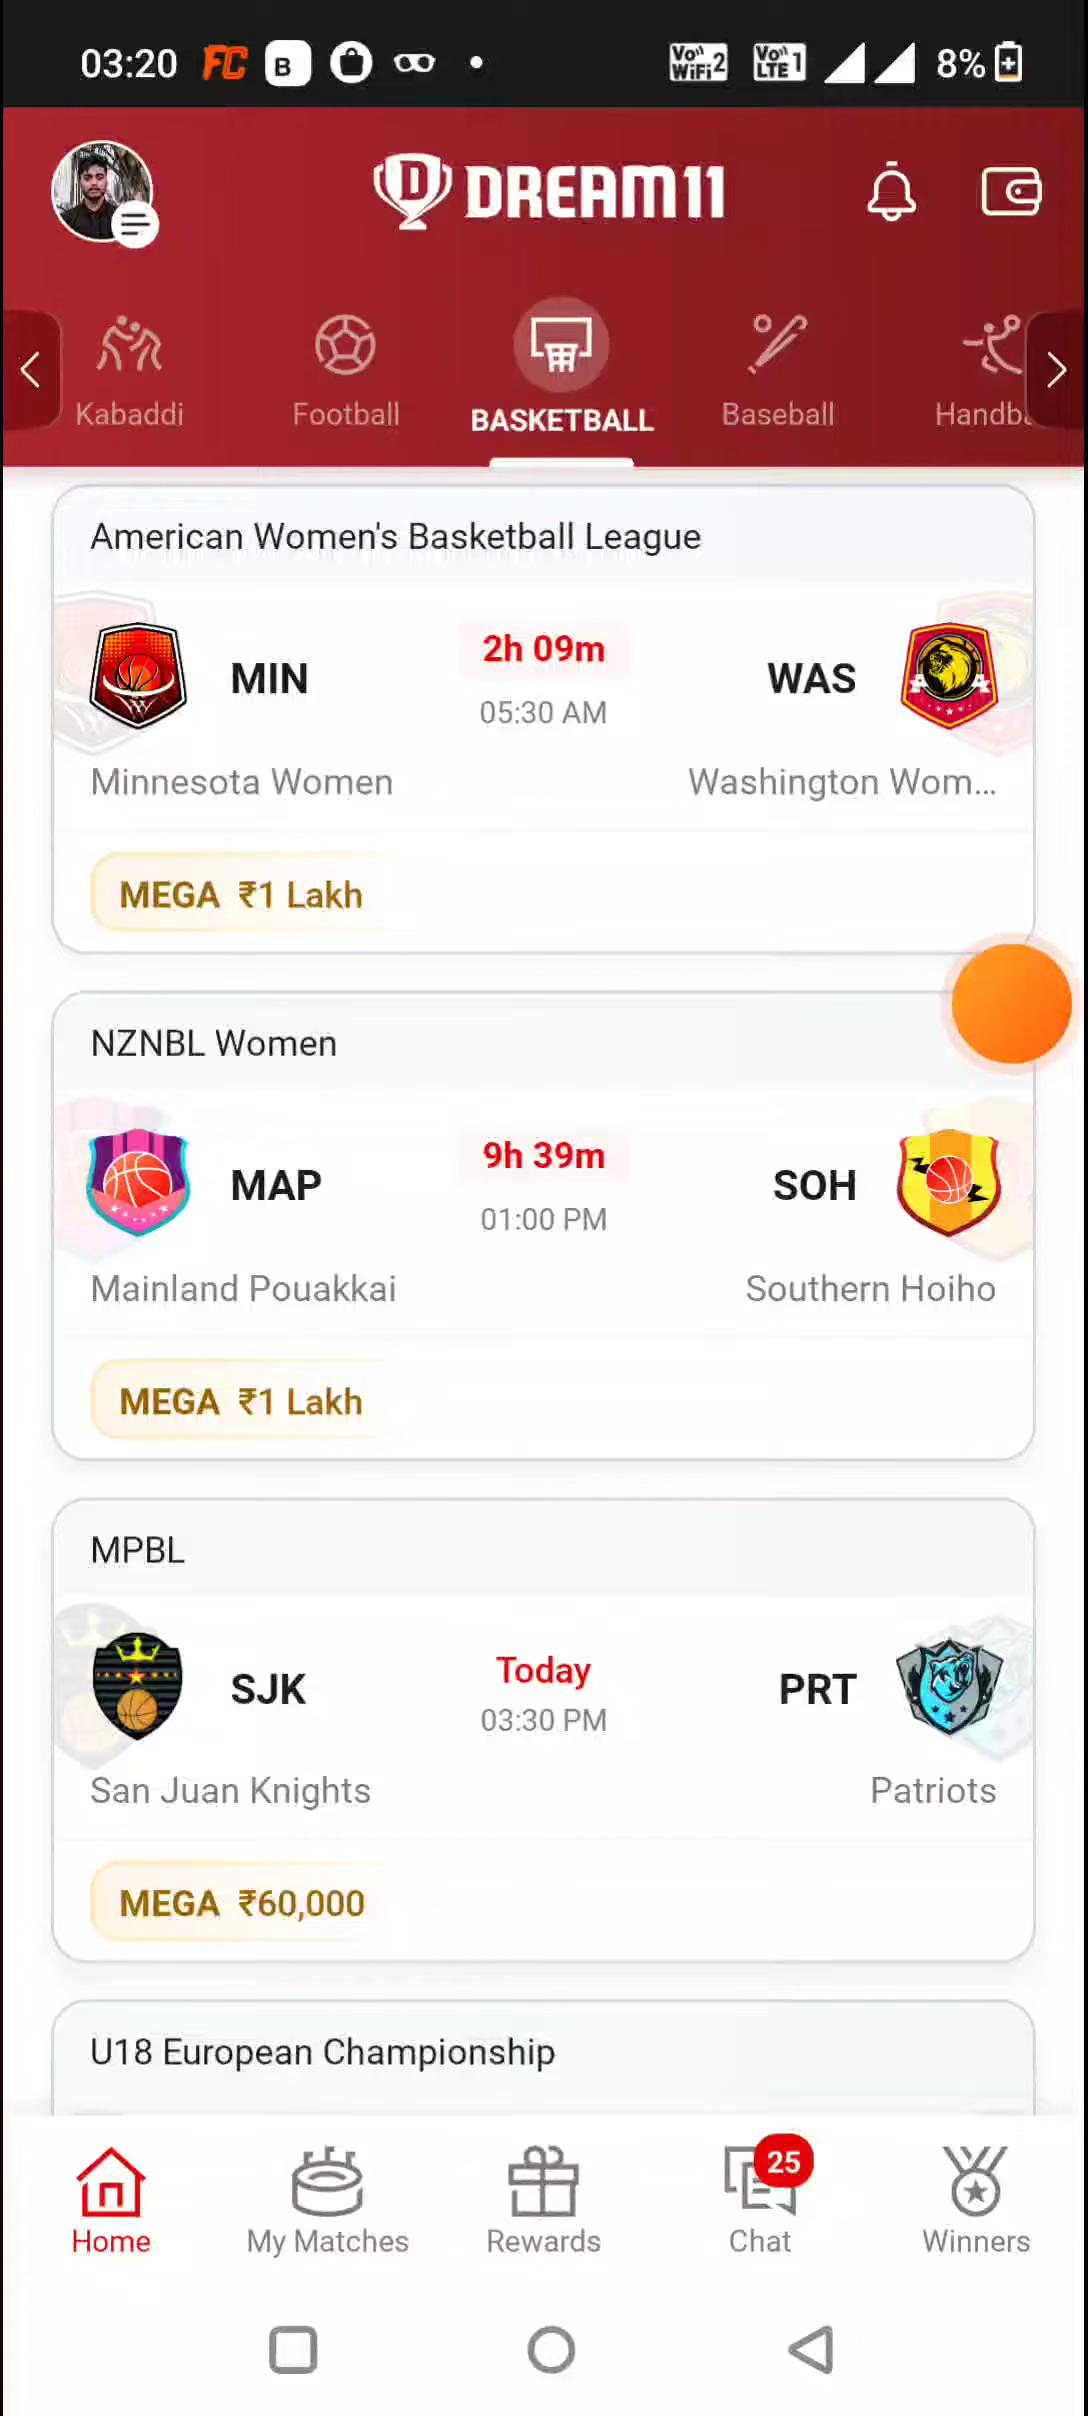 03:20 FC B Vo WiFi 2 Vo LTE 1 8%
DREAM11
Kabaddi Football BASKETBALL Baseball Handba
American Women's Basketball League
MIN 2h 09m WAS
05:30 AM
Minnesota Women Washington Wom...
MEGA ₹1 Lakh
NZNBL Women
MAP 9h 39m SOH
01:00 PM
Mainland Pouakkai Southern Hoiho
MEGA ₹1 Lakh
MPBL
SJK Today PRT
03:30 PM
San Juan Knights Patriots
MEGA ₹60,000
U18 European Championship
25
Home My Matches Rewards Chat Winners